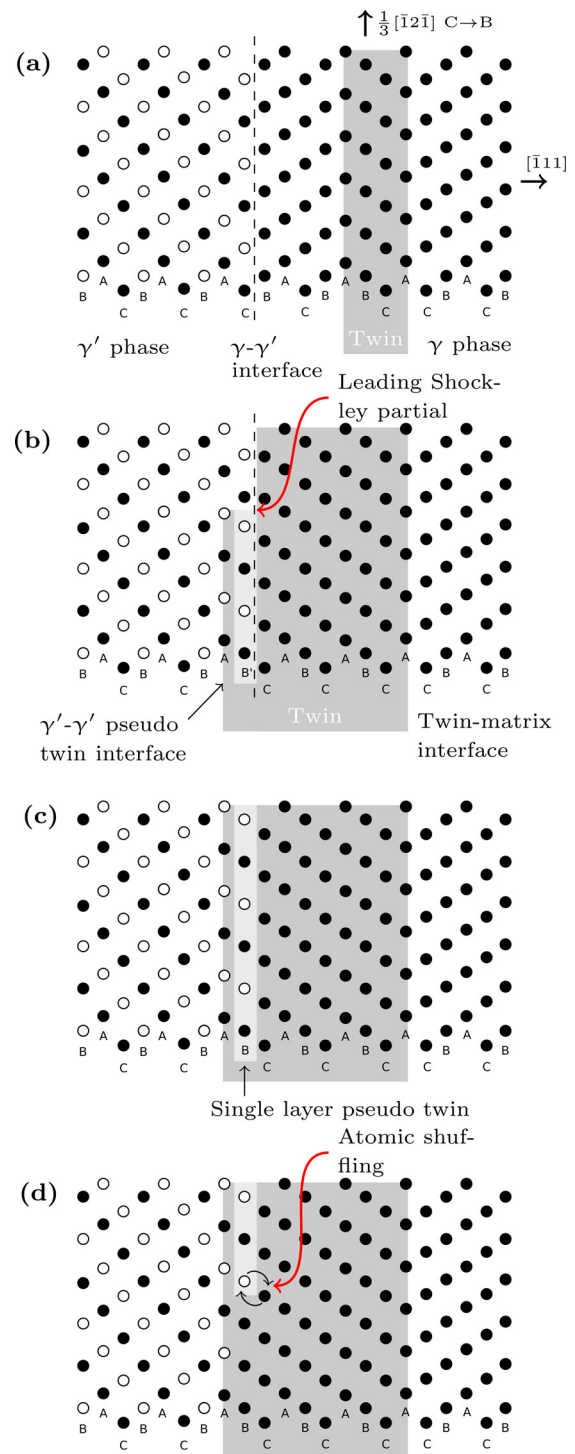 ⅓[1̄21̄] C→B
(a)
[1̄11]
A A A A A A A
B B B B B B B B
C C C C C C
Twin
γ′ phase
γ-γ′
interface
γ phase
Leading Shock-
ley partial
(b)
A A A A A A A
B B B B' B B B B
C C C C C C
Twin
γ′-γ′ pseudo
twin interface
Twin-matrix
interface
(c)
A A A A A A A
B B B B B B B B
C C C C C C
Single layer pseudo twin
Atomic shuf-
fling
(d)
A A A A A A A
B B B B B B B B
C C C C C C